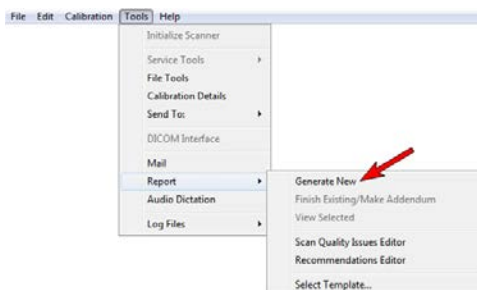 File Edit Calibration Tools Help
Initialize Scanner
Service Tools
File Tools
Calibration Details
Send To:
DICOM Interface
Mail
Report
Generate New
Audio Dictation
Finish Existing/Make Addendum
View Selected
Log Files
Scan Quality Issues Editor
Recommendations Editor
Select Template...